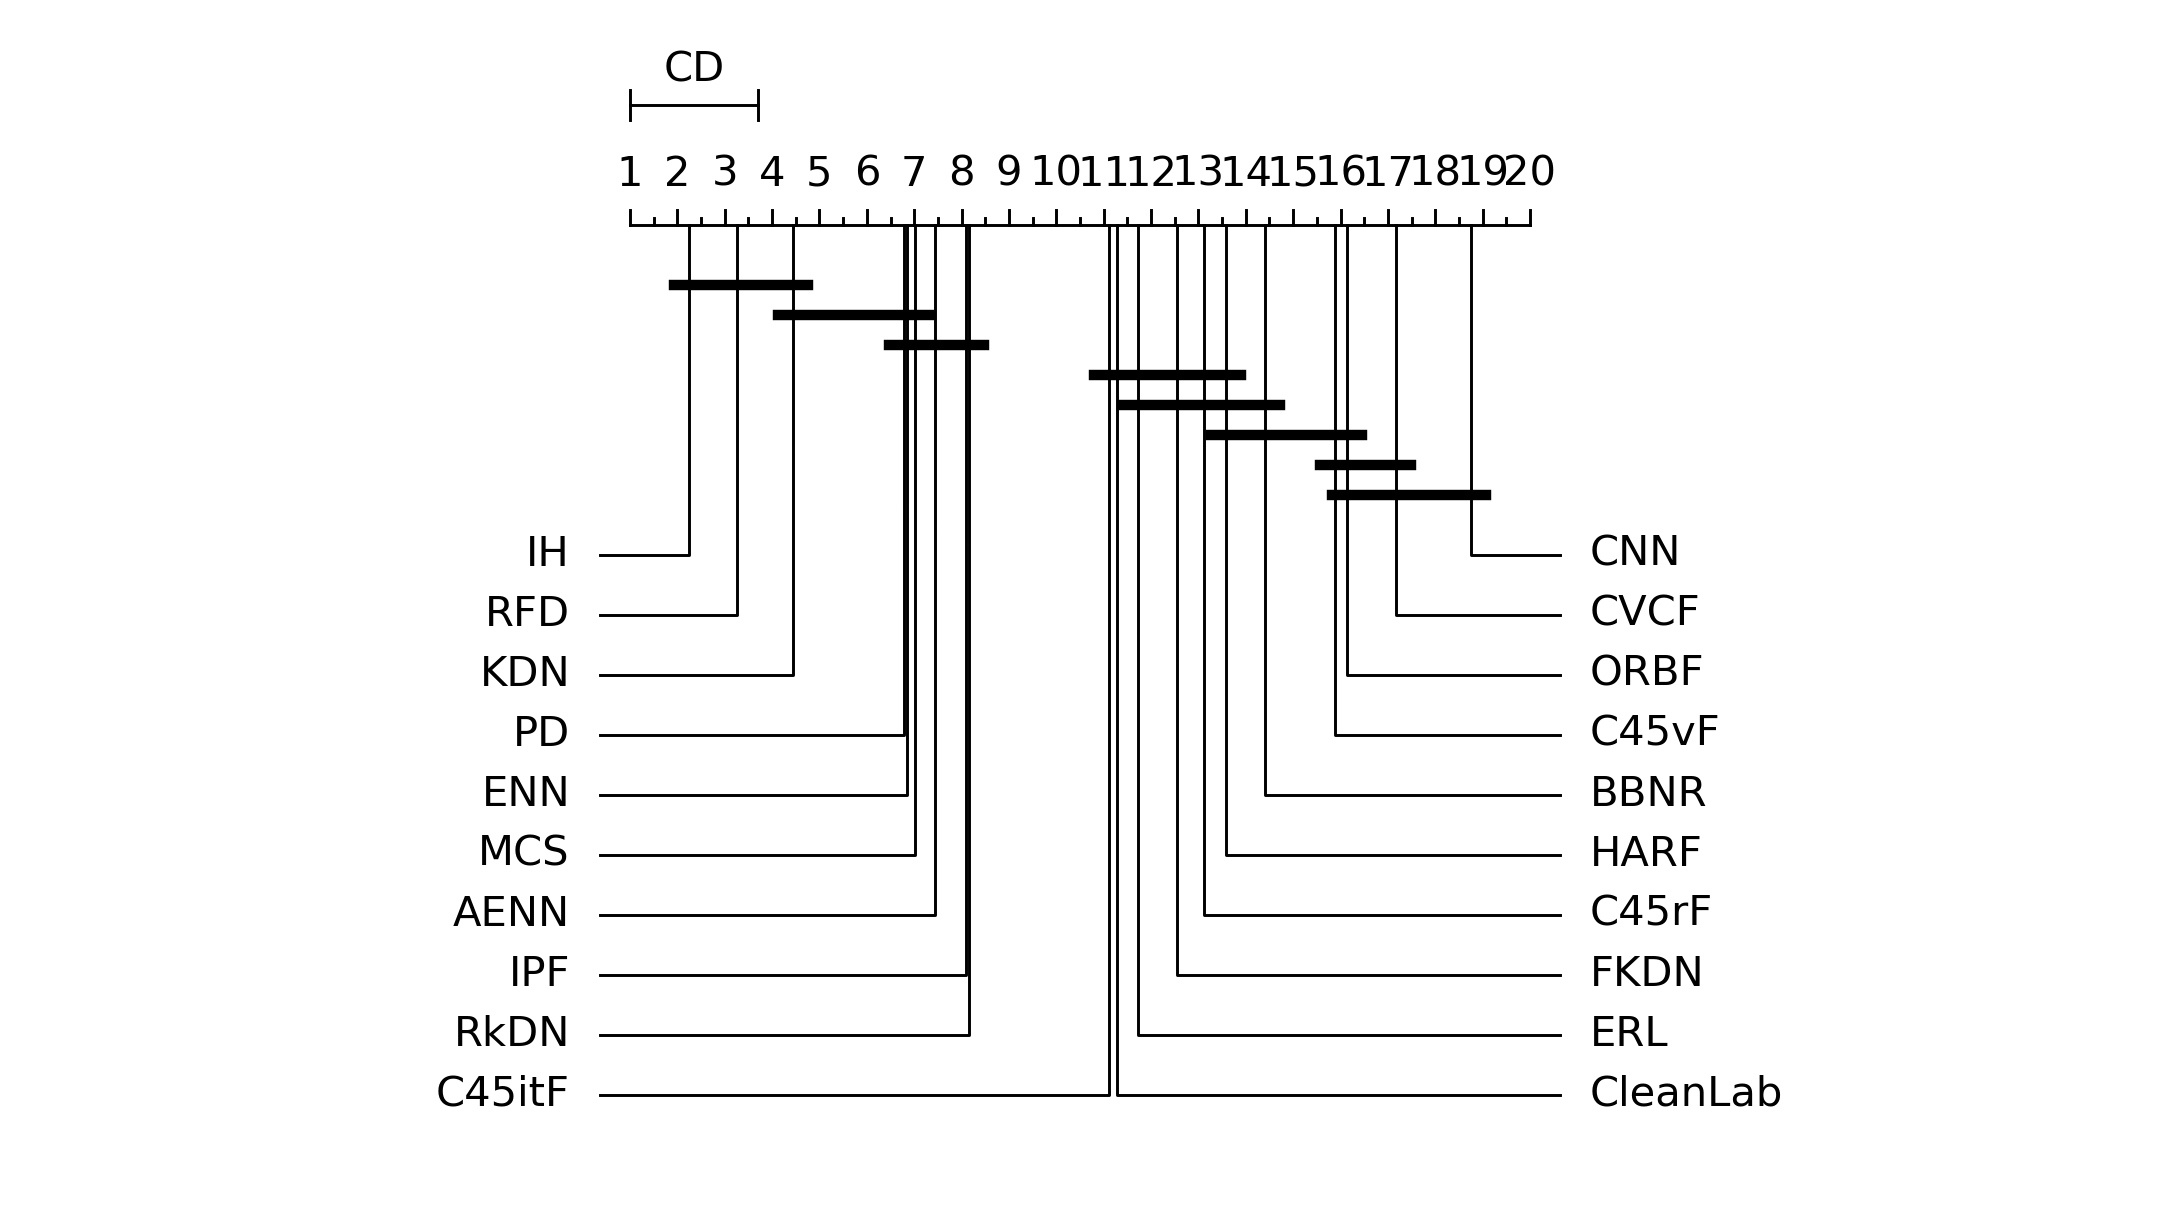 CD
1 2 3 4 5 6 7 8 9 10 11 12 13 14 15 16 17 18 19 20
IH
CNN
RFD
CVCF
KDN
ORBF
PD
C45vF
ENN
BBNR
MCS
HARF
AENN
C45rF
IPF
FKDN
RkDN
ERL
C45itF
CleanLab